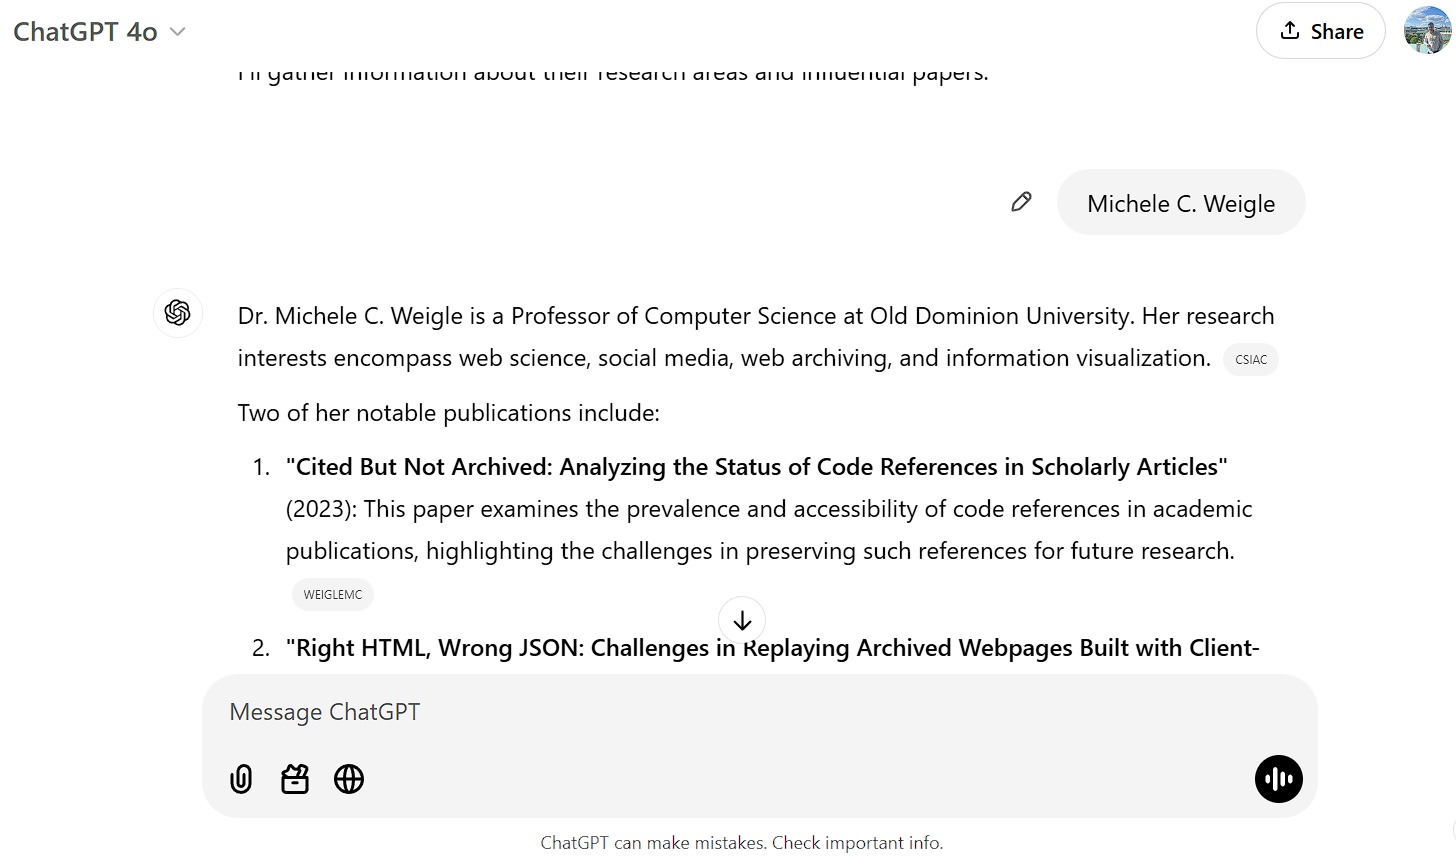 ChatGPT 4o
Share
I'll gather information about their research areas and influential papers.
Michele C. Weigle
Dr. Michele C. Weigle is a Professor of Computer Science at Old Dominion University. Her research
interests encompass web science, social media, web archiving, and information visualization. CSIAC
Two of her notable publications include:
1. "Cited But Not Archived: Analyzing the Status of Code References in Scholarly Articles"
(2023): This paper examines the prevalence and accessibility of code references in academic
publications, highlighting the challenges in preserving such references for future research.
WEIGLEMC
2. "Right HTML, Wrong JSON: Challenges in Replaying Archived Webpages Built with Client-
Message ChatGPT
ChatGPT can make mistakes. Check important info.